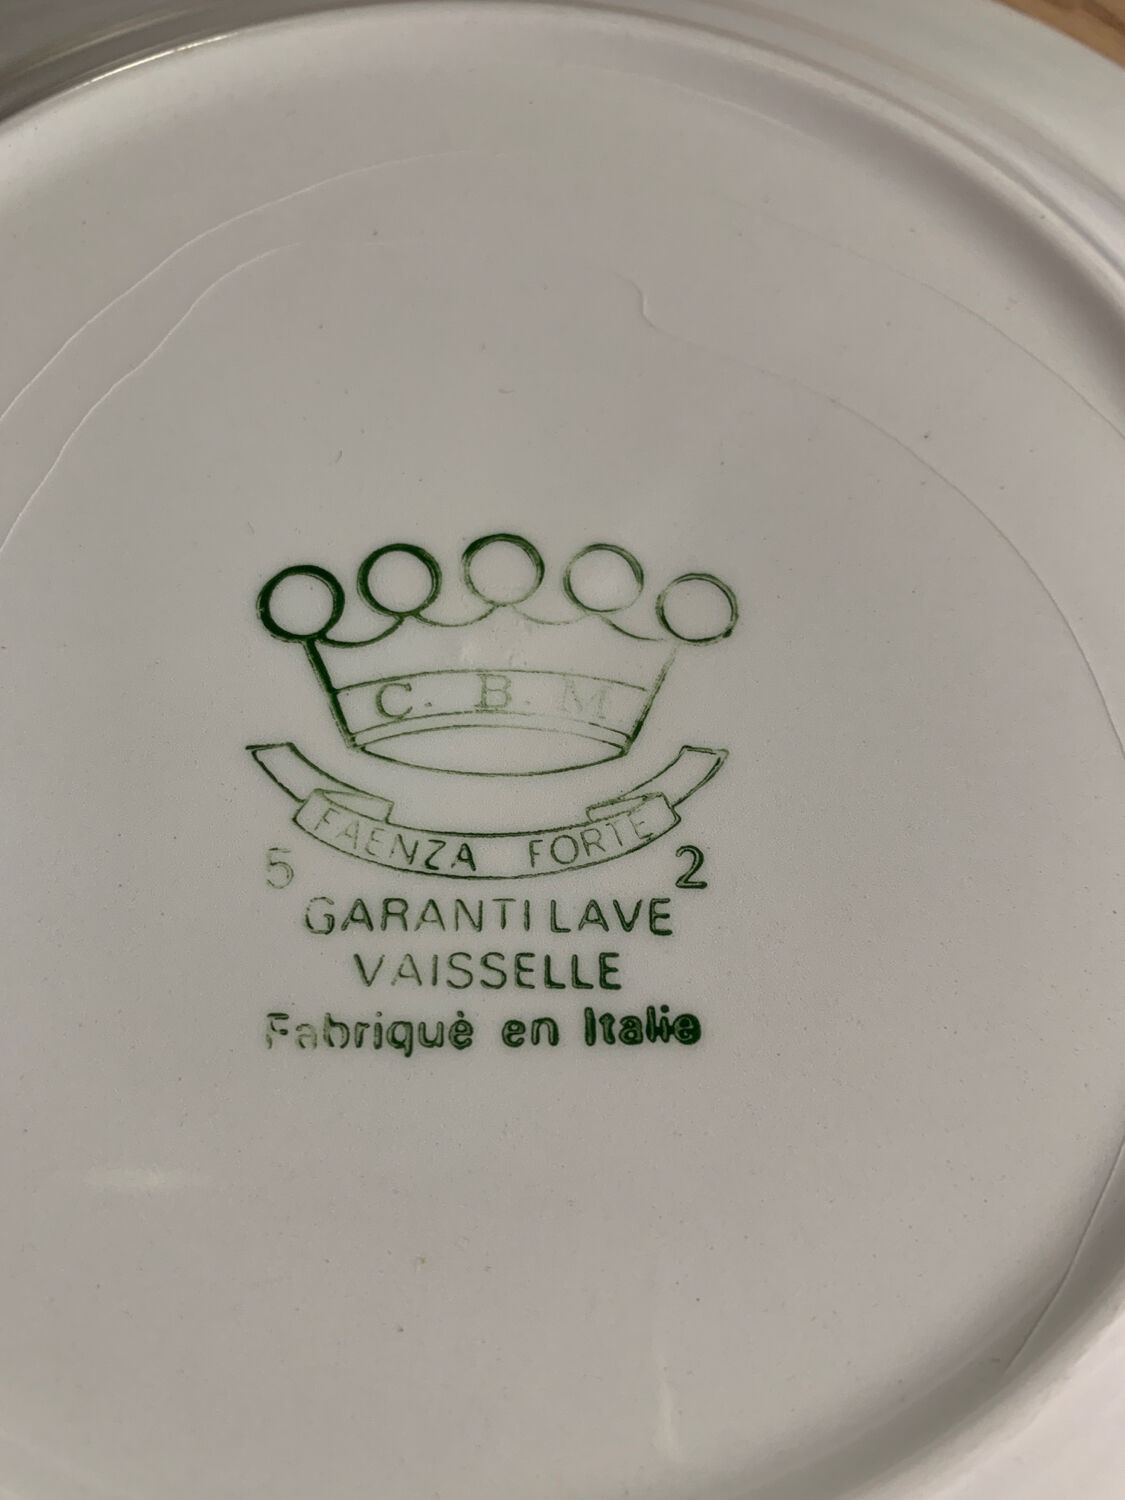 C. B. M
FAENZA FORTE
5 2
GARANTI LAVE
VAISSELLE
Fabriquè en Italie